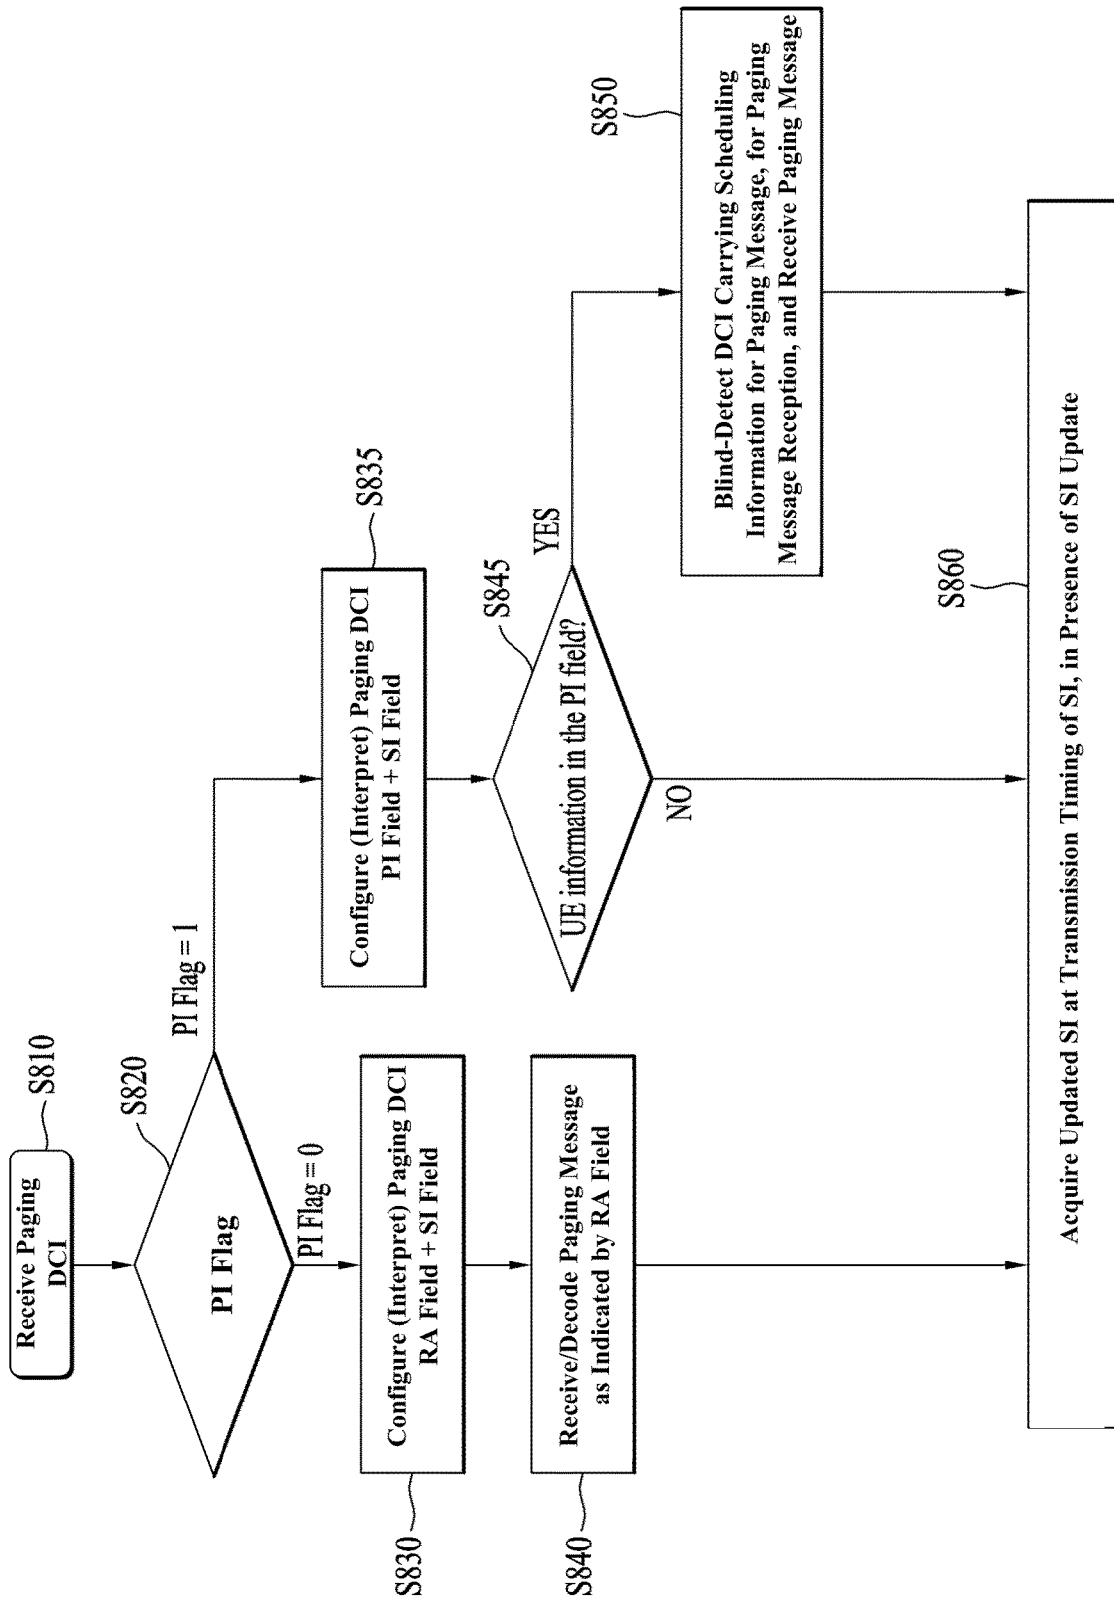 Receive Paging
DCI
S810
PI Flag
S820
PI Flag = 1
PI Flag = 0
Configure (Interpret) Paging DCI
RA Field + SI Field
S830
Configure (Interpret) Paging DCI
PI Field + SI Field
S835
Receive/Decode Paging Message
as Indicated by RA Field
S840
UE information in the PI field?
S845
YES
NO
Blind-Detect DCI Carrying Scheduling
Information for Paging Message, for Paging
Message Reception, and Receive Paging Message
S850
S860
Acquire Updated SI at Transmission Timing of SI, in Presence of SI Update